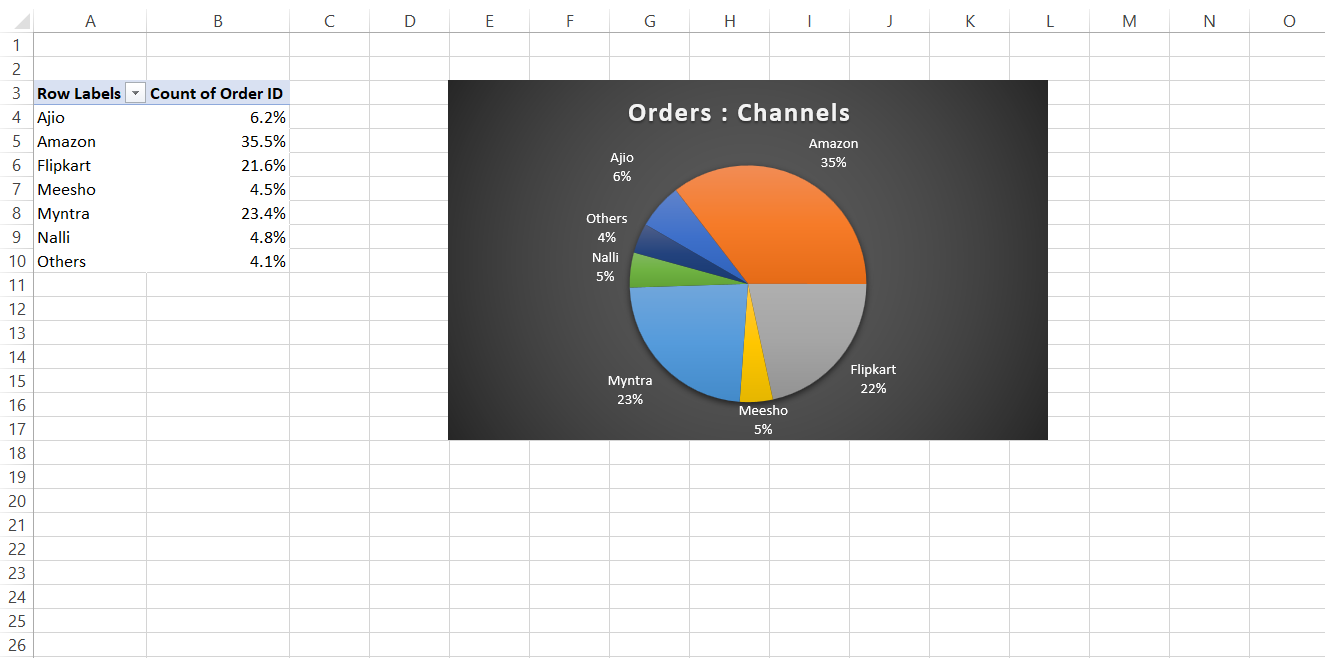 A B C D E F G H I J K L M N O
1
2
3 Row Labels Count of Order ID
4 Ajio 6.2%
5 Amazon 35.5%
6 Flipkart 21.6%
7 Meesho 4.5%
8 Myntra 23.4%
9 Nalli 4.8%
10 Others 4.1%
11
12
13
14
15
16
17
18
19
20
21
22
23
24
25
26
Orders : Channels
Amazon
35%
Ajio
6%
Others
4%
Nalli
5%
Flipkart
22%
Myntra
23%
Meesho
5%